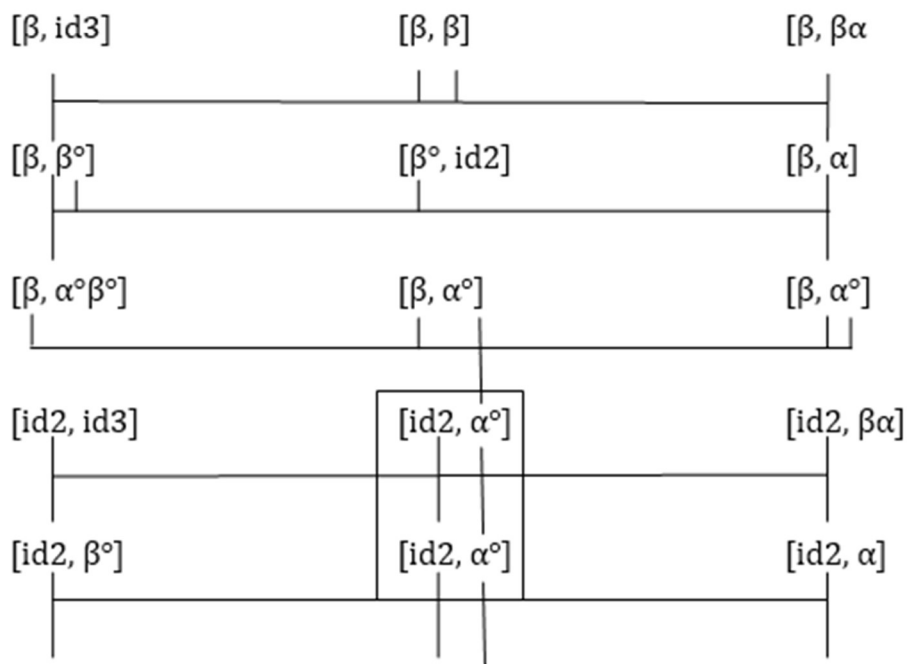 [β, id3] [β, β] [β, βα
[β, β°] [β°, id2] [β, α]
[β, α°β°] [β, α°] [β, α°]
[id2, id3] [id2, α°] [id2, βα]
[id2, β°] [id2, α°] [id2, α]